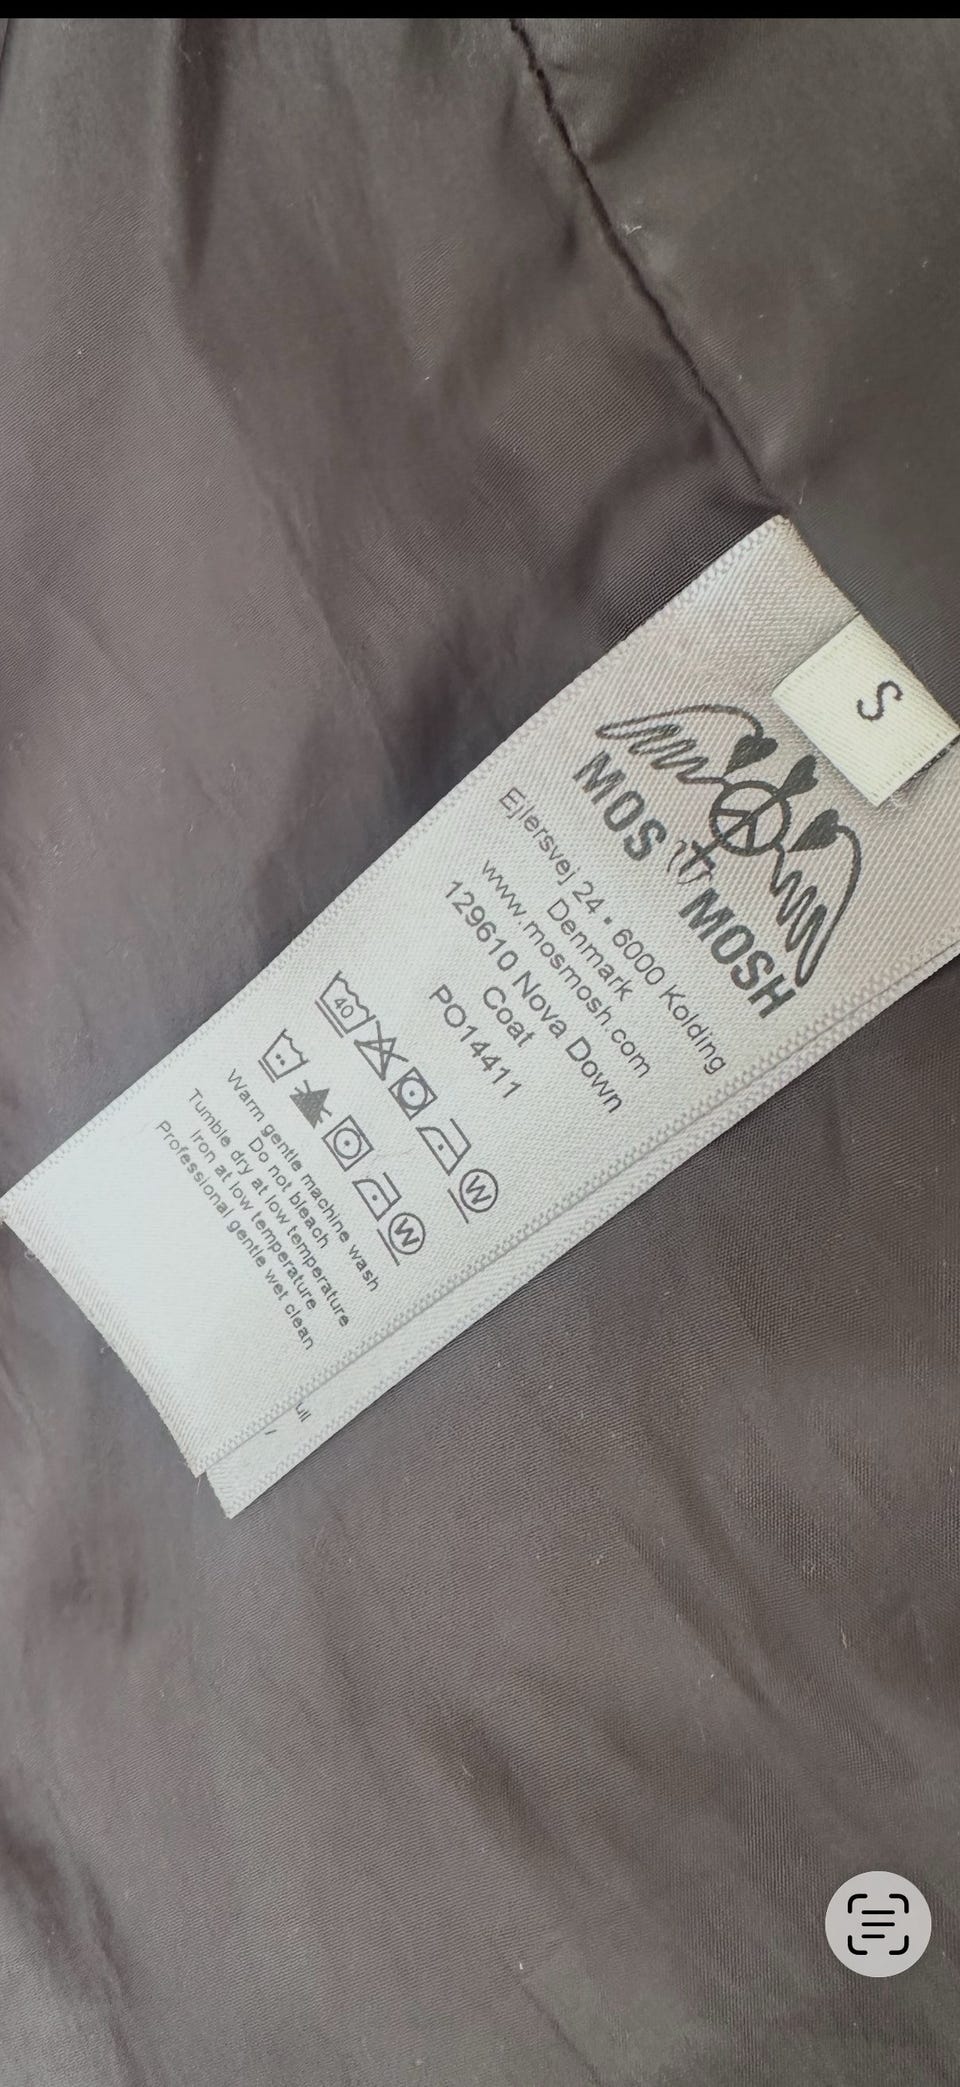 S
MOS MOSH
Ejlersvej 24 • 6000 Kolding
Denmark
www.mosmosh.com
129610 Nova Down
Coat
PO14411
40
W
W
Warm gentle machine wash
Do not bleach
Tumble dry at low temperature
Iron at low temperature
Professional gentle wet clean